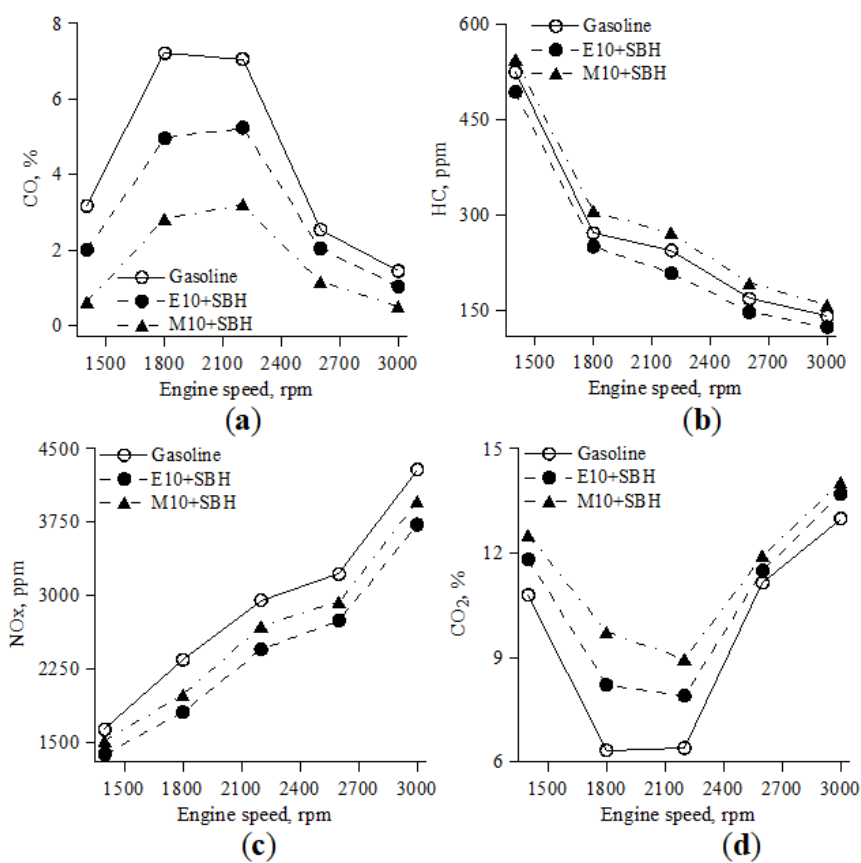 8
6
4
2
0
CO, %
Gasoline
E10+SBH
M10+SBH
1500 1800 2100 2400 2700 3000
Engine speed, rpm
(a)
600
450
300
150
HC, ppm
Gasoline
E10+SBH
M10+SBH
1500 1800 2100 2400 2700 3000
Engine speed, rpm
(b)
4500
3750
3000
2250
1500
NOx, ppm
Gasoline
E10+SBH
M10+SBH
1500 1800 2100 2400 2700 3000
Engine speed, rpm
(c)
15
12
9
6
CO₂, %
Gasoline
E10+SBH
M10+SBH
1500 1800 2100 2400 2700 3000
Engine speed, rpm
(d)